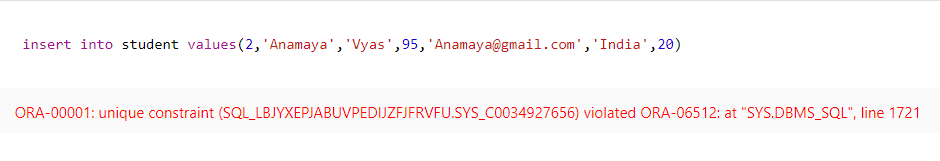 insert into student values(2,'Anamaya','Vyas',95,'Anamaya@gmail.com','India',20)
ORA-00001: unique constraint (SQL_LBJYXEPJABUVPEDIJZFJFRVFU.SYS_C0034927656) violated ORA-06512: at "SYS.DBMS_SQL", line 1721